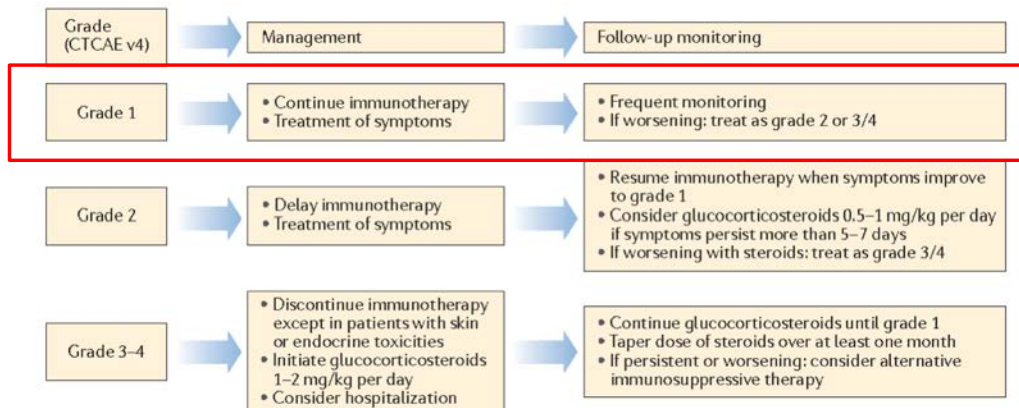 Grade
(CTCAE v4)
Management
Follow-up monitoring
Grade 1
• Continue immunotherapy
• Treatment of symptoms
• Frequent monitoring
• If worsening: treat as grade 2 or 3/4
Grade 2
• Delay immunotherapy
• Treatment of symptoms
• Resume immunotherapy when symptoms improve
to grade 1
• Consider glucocorticosteroids 0.5–1 mg/kg per day
if symptoms persist more than 5–7 days
• If worsening with steroids: treat as grade 3/4
Grade 3–4
• Discontinue immunotherapy
except in patients with skin
or endocrine toxicities
• Initiate glucocorticosteroids
1–2 mg/kg per day
• Consider hospitalization
• Continue glucocorticosteroids until grade 1
• Taper dose of steroids over at least one month
• If persistent or worsening: consider alternative
immunosuppressive therapy